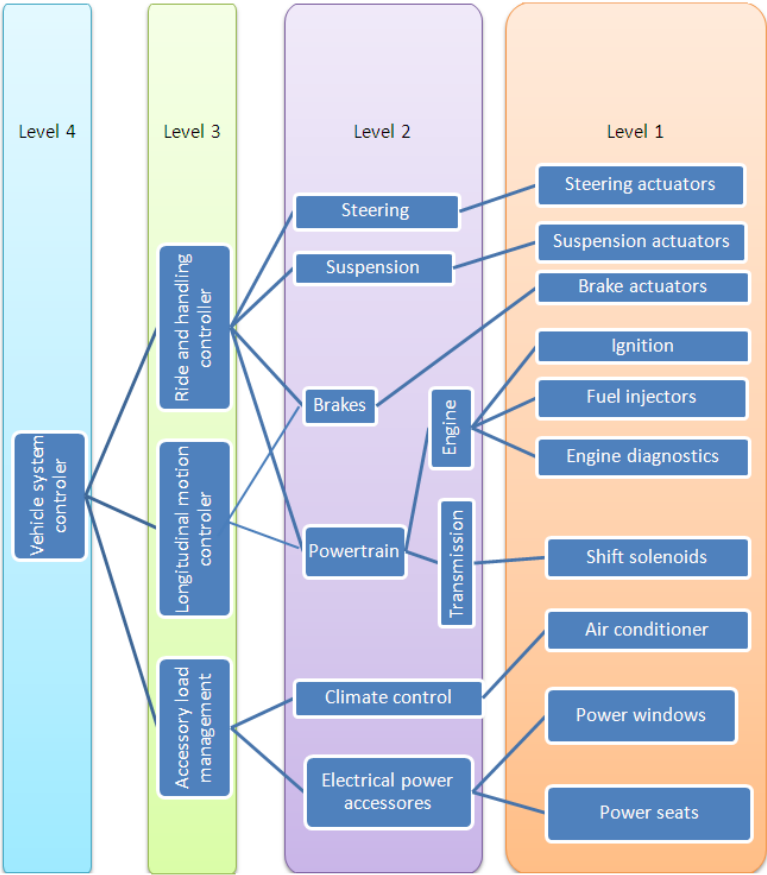 Level 4
Level 3
Level 2
Level 1
Vehicle system
controler
Ride and handling
controller
Longitudinal motion
controler
Accessory load
management
Steering
Suspension
Brakes
Powertrain
Engine
Transmission
Climate control
Electrical power
accessores
Steering actuators
Suspension actuators
Brake actuators
Ignition
Fuel injectors
Engine diagnostics
Shift solenoids
Air conditioner
Power windows
Power seats